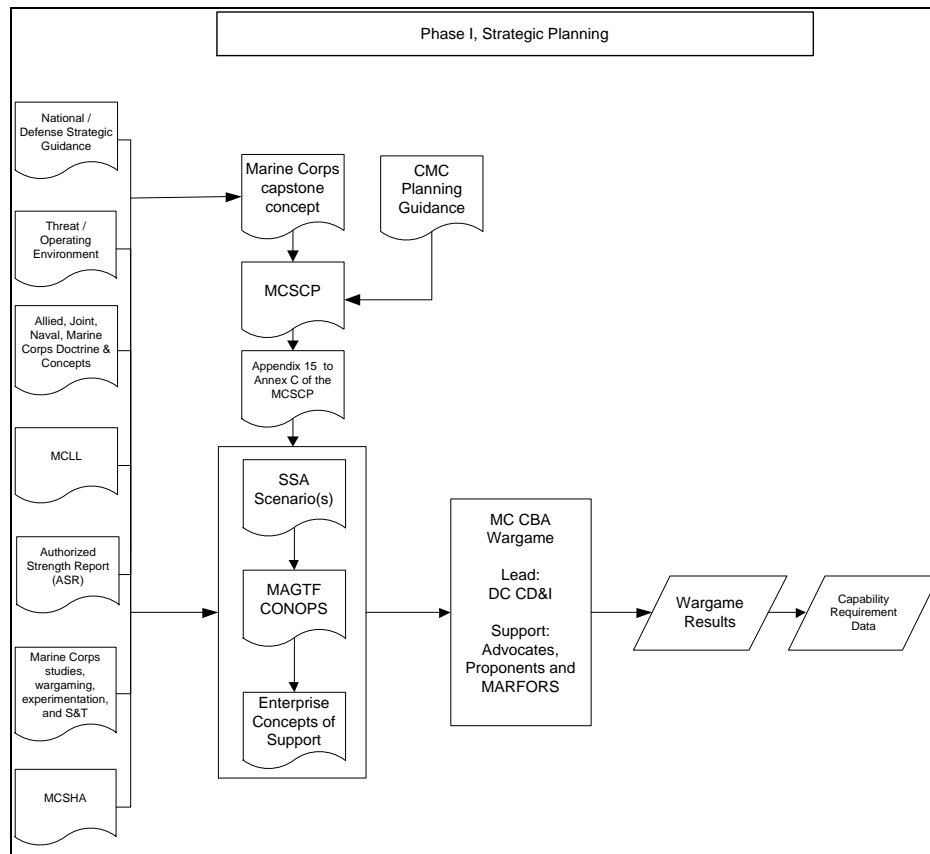 Phase I, Strategic Planning
National /
Defense Strategic
Guidance
Threat /
Operating
Environment
Allied, Joint,
Naval, Marine
Corps Doctrine &
Concepts
MCLL
Authorized
Strength Report
(ASR)
Marine Corps
studies,
wargaming,
experimentation,
and S&T
MCSHA
Marine Corps
capstone
concept
CMC
Planning
Guidance
MCSCP
Appendix 15 to
Annex C of the
MCSCP
SSA
Scenario(s)
MAGTF
CONOPS
Enterprise
Concepts of
Support
MC CBA
Wargame
Lead:
DC CD&I
Support:
Advocates,
Proponents and
MARFORS
Wargame
Results
Capability
Requirement
Data